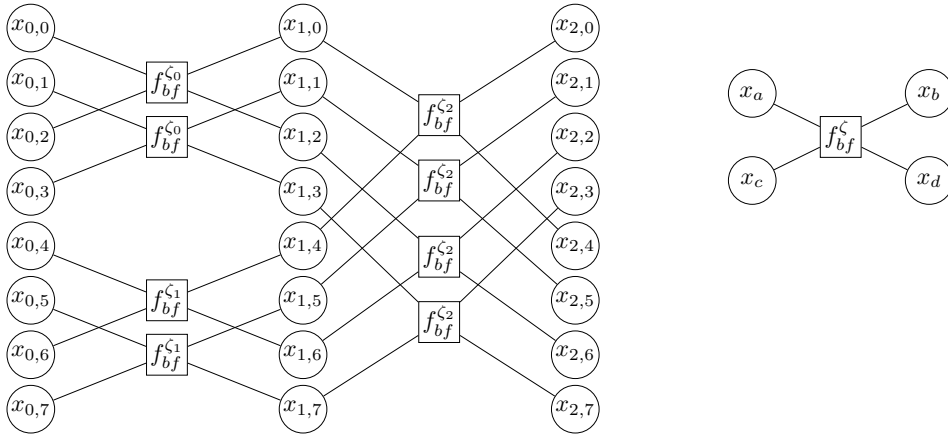 x_{0,0} x_{1,0} x_{2,0}
x_{0,1} f_{bf}^{ζ_0} x_{1,1} x_{2,1}
f_{bf}^{ζ_2} x_a x_b
x_{0,2} f_{bf}^{ζ_0} x_{1,2} x_{2,2} f_{bf}^{ζ}
x_{0,3} x_{1,3} f_{bf}^{ζ_2} x_{2,3} x_c x_d
x_{0,4} x_{1,4} f_{bf}^{ζ_2} x_{2,4}
x_{0,5} f_{bf}^{ζ_1} x_{1,5} f_{bf}^{ζ_2} x_{2,5}
x_{0,6} f_{bf}^{ζ_1} x_{1,6} x_{2,6}
x_{0,7} x_{1,7} x_{2,7}